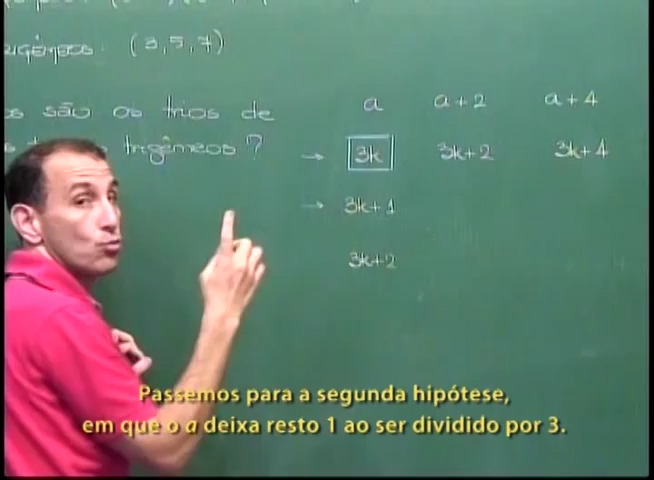 (3,5,7)
são os trios de
trigêmeos ?
a a+2 a+4
→ 3k 3k+2 3k+4
→ 3k+1
3k+2
Passemos para a segunda hipótese,
em que o a deixa resto 1 ao ser dividido por 3.